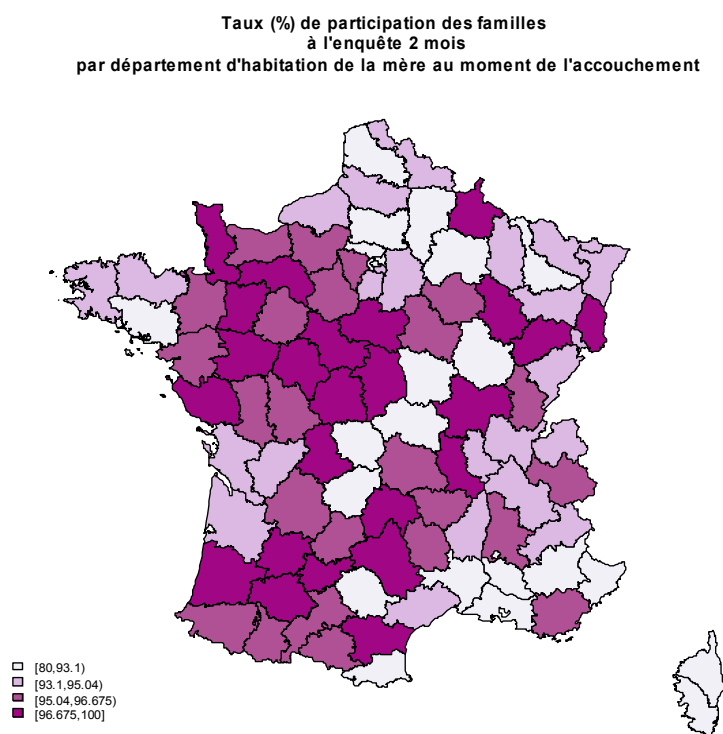 Taux (%) de participation des familles
à l'enquête 2 mois
par département d'habitation de la mère au moment de l'accouchement
[80,93.1)
[93.1,95.04)
[95.04,96.675)
[96.675,100]